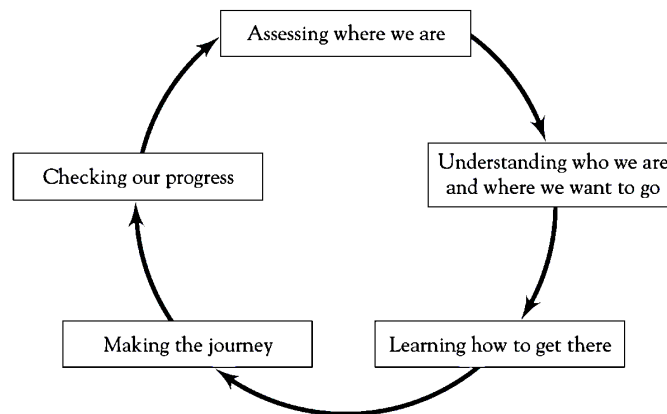 Assessing where we are
Understanding who we are
and where we want to go
Learning how to get there
Making the journey
Checking our progress